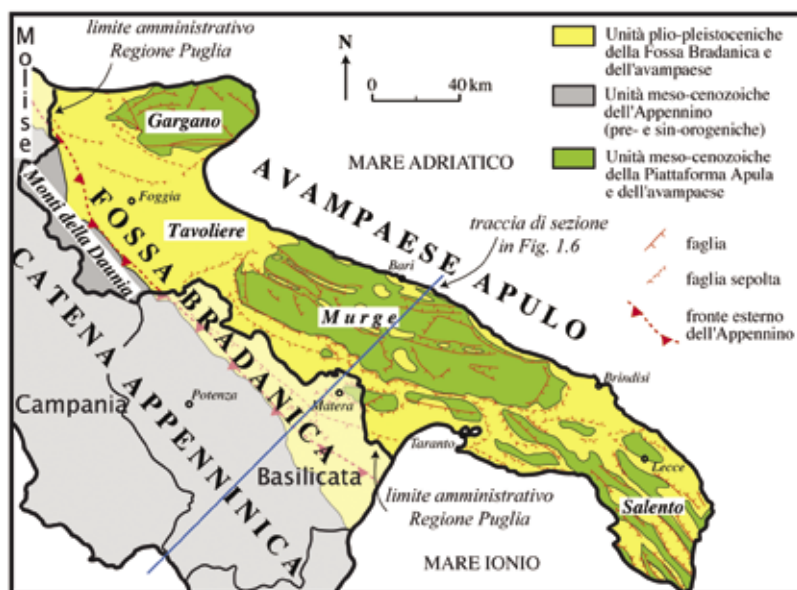 limite amministrativo
Regione Puglia
Molise
N
0 40 km
Unità plio-pleistoceniche
della Fossa Bradanica e
dell'avampaese
Unità meso-cenozoiche
dell'Appennino
(pre- e sin-orogeniche)
Unità meso-cenozoiche
della Piattaforma Apula
e dell'avampaese
faglia
faglia sepolta
fronte esterno
dell'Appennino
Gargano
MARE ADRIATICO
AVAMPAESE APULO
traccia di sezione
in Fig. 1.6
Foggia
Monti della Daunia
FOSSA BRADANICA
Tavoliere
Bari
Murge
CATENA APPENNINICA
Campania
Potenza
Matera
Basilicata
Brindisi
Taranto
Lecce
Salento
limite amministrativo
Regione Puglia
MARE IONIO